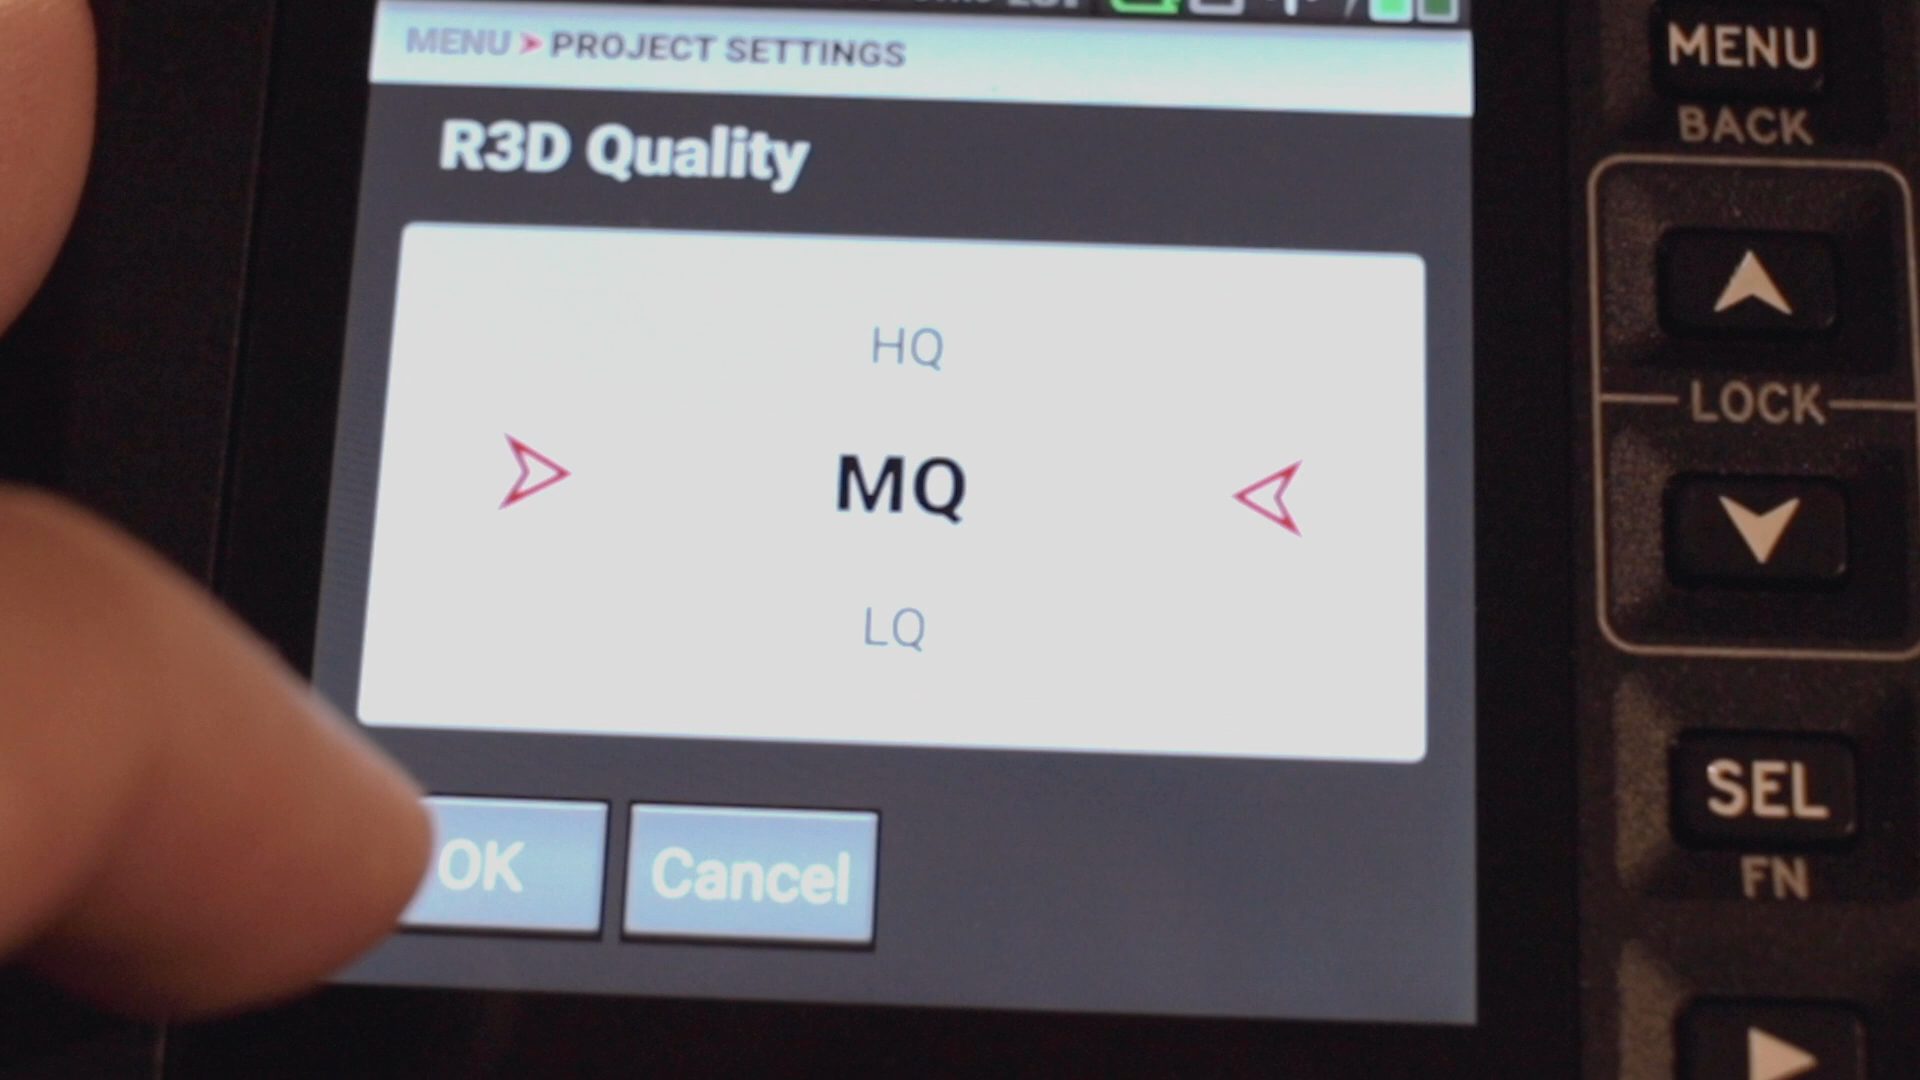 MENU > PROJECT SETTINGS
R3D Quality
HQ
MQ
LQ
OK
Cancel
MENU
BACK
LOCK
SEL
FN